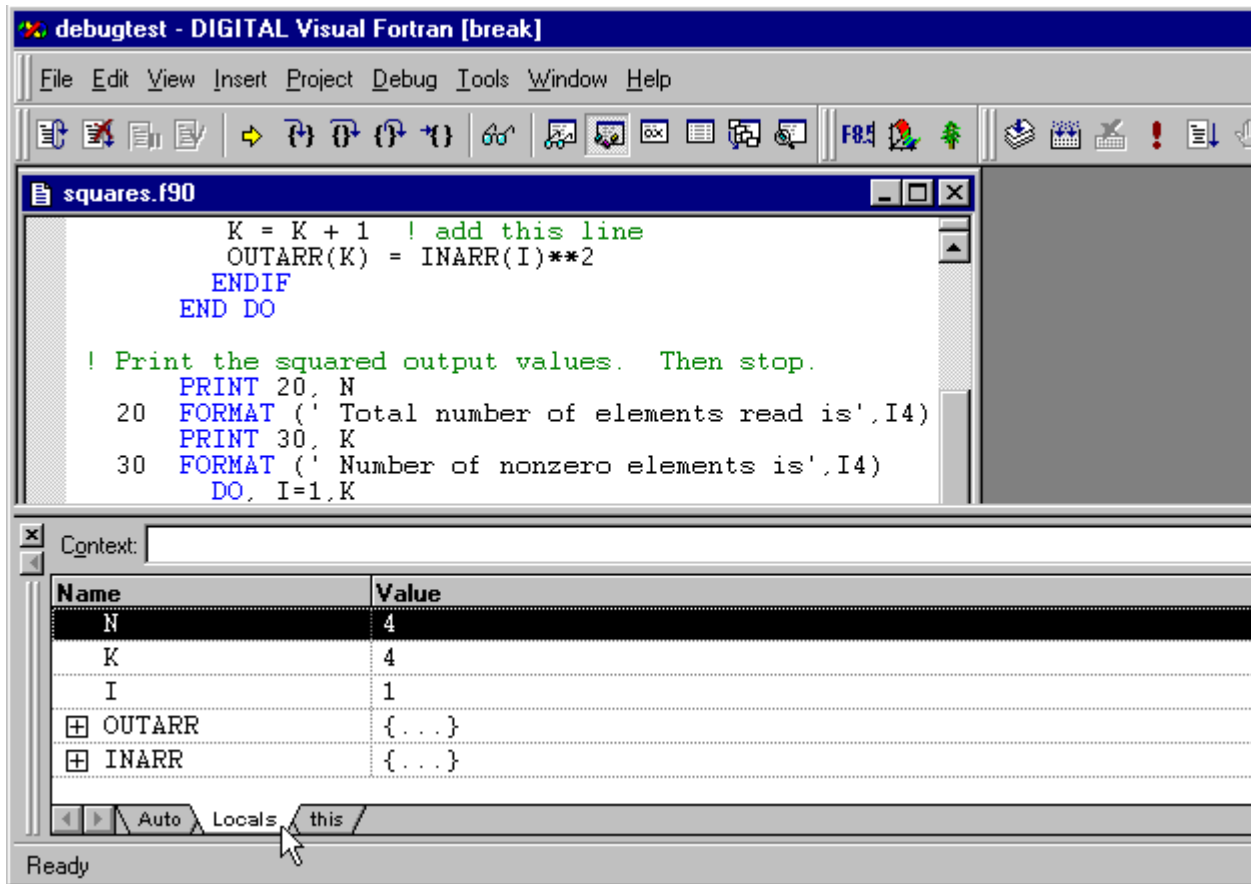 debugtest - DIGITAL Visual Fortran [break]
File Edit View Insert Project Debug Tools Window Help
squares.f90
K = K + 1  ! add this line
OUTARR(K) = INARR(I)**2
ENDIF
END DO
! Print the squared output values.  Then stop.
PRINT 20, N
20  FORMAT (' Total number of elements read is',I4)
PRINT 30, K
30  FORMAT (' Number of nonzero elements is',I4)
DO, I=1,K
Context:
Name Value
N 4
K 4
I 1
OUTARR {...}
INARR {...}
Auto Locals this
Ready